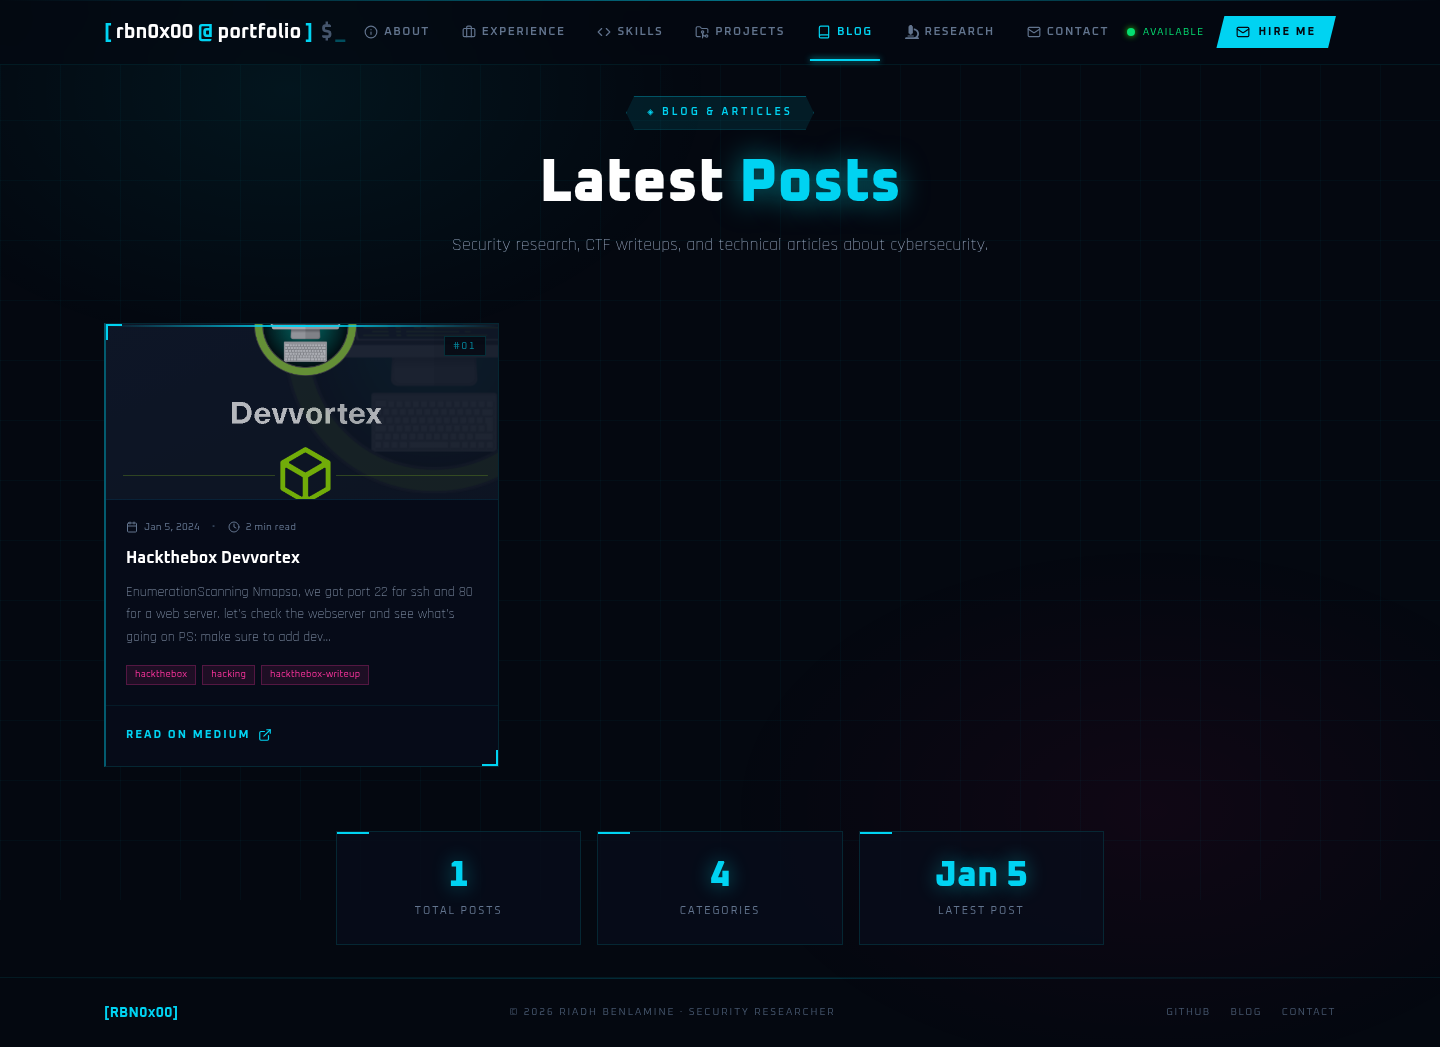 [ rbn0x00 @ portfolio ] $_
ABOUT
EXPERIENCE
SKILLS
PROJECTS
BLOG
RESEARCH
CONTACT
AVAILABLE
HIRE ME
◈ BLOG & ARTICLES
Latest Posts
Security research, CTF writeups, and technical articles about cybersecurity.
#01
Devvortex
Jan 5, 2024 · 2 min read
Hackthebox Devvortex
EnumerationScanning Nmapso, we got port 22 for ssh and 80
for a web server. let's check the webserver and see what's
going on PS: make sure to add dev...
hackthebox
hacking
hackthebox-writeup
READ ON MEDIUM
1
TOTAL POSTS
4
CATEGORIES
Jan 5
LATEST POST
[RBN0x00]
© 2026 RIADH BENLAMINE · SECURITY RESEARCHER
GITHUB
BLOG
CONTACT